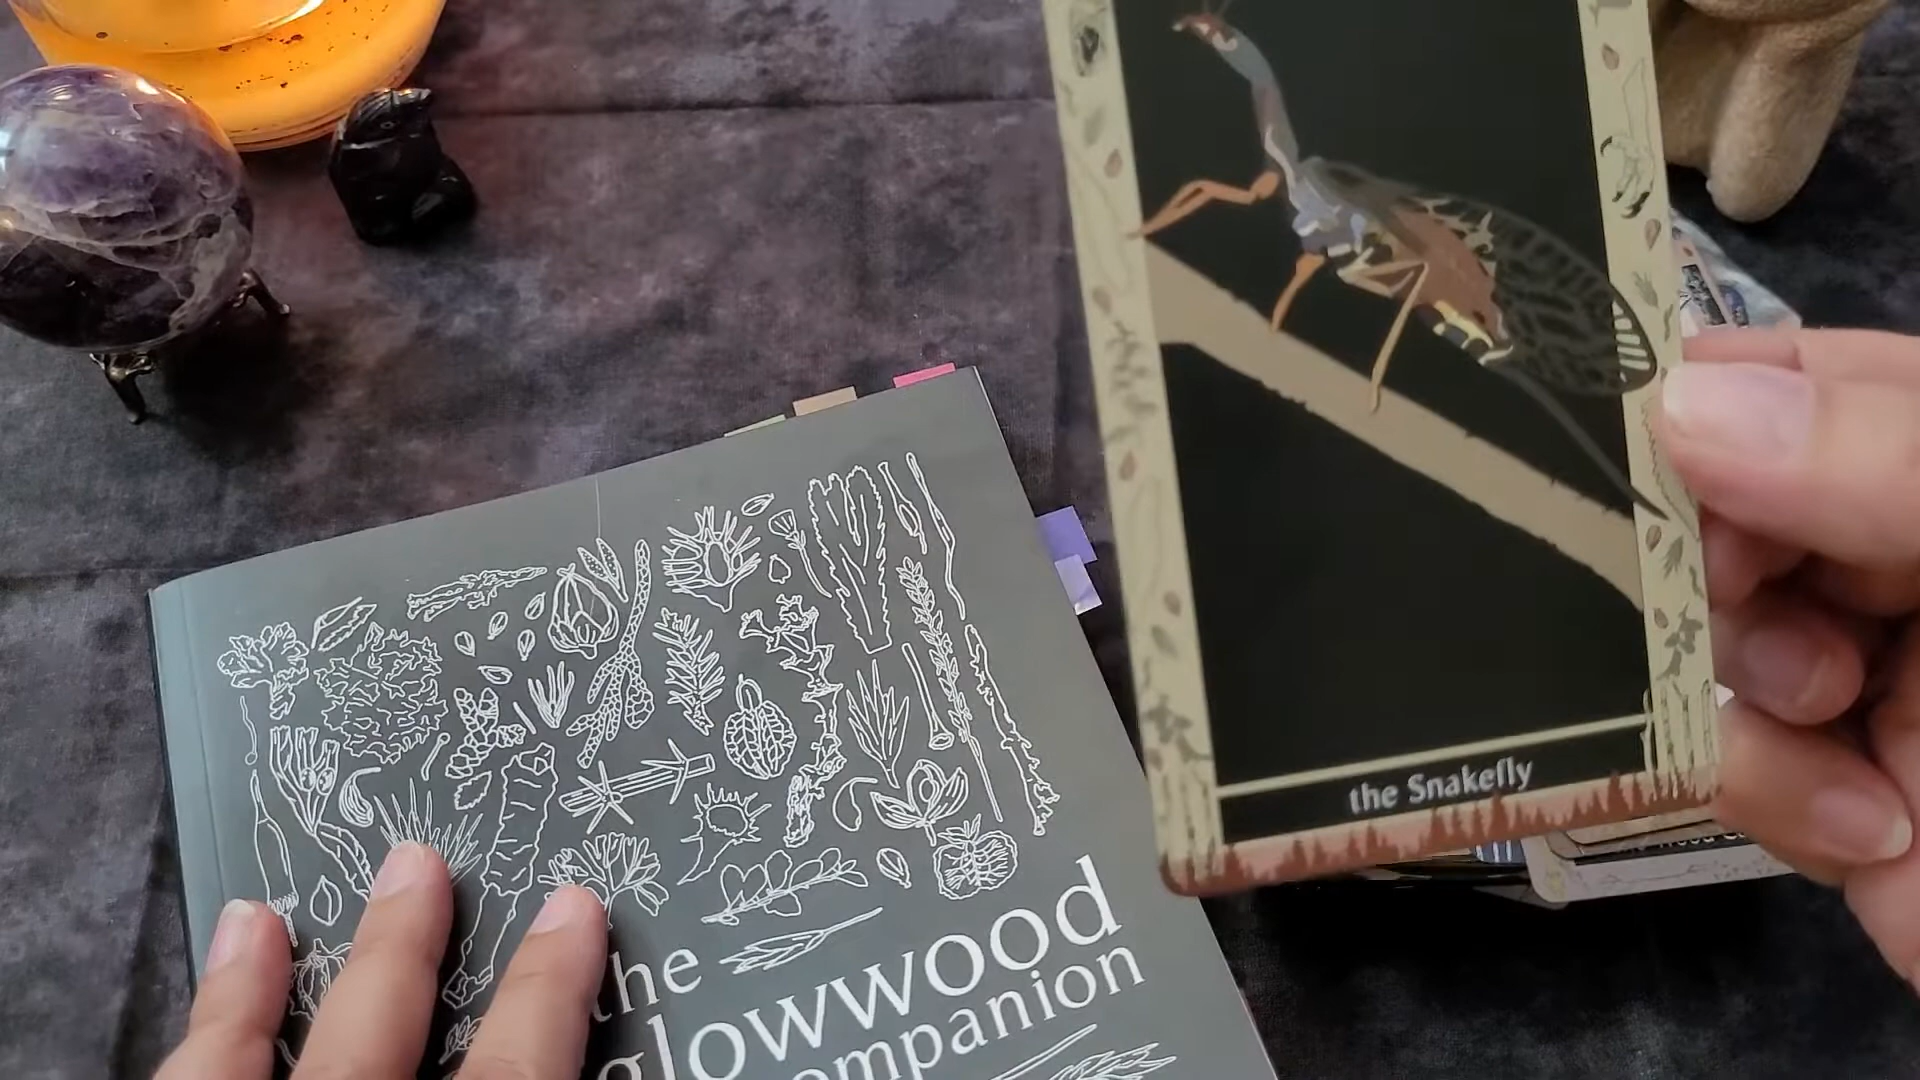 the Snakefly
the
glowwood
companion